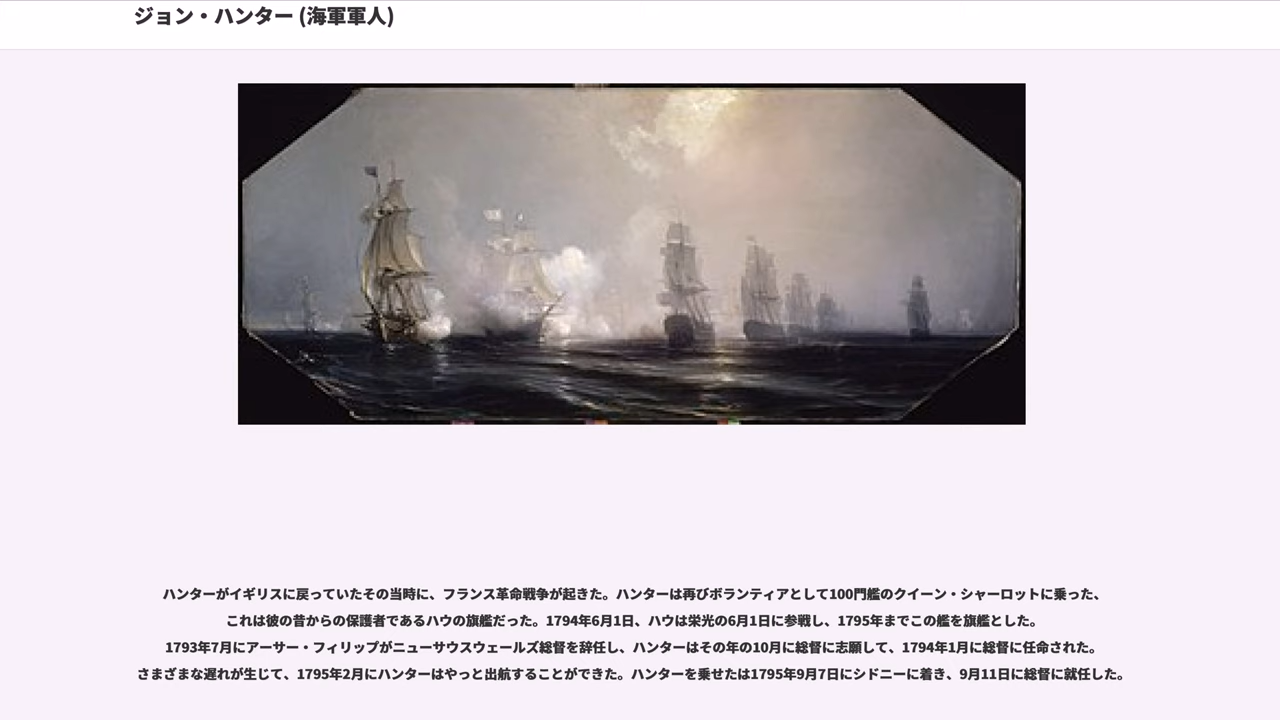 ジョン・ハンター (海軍軍人)
ハンターがイギリスに戻っていたその当時に、フランス革命戦争が起きた。ハンターは再びボランティアとして100門艦のクイーン・シャーロットに乗った、
これは彼の昔からの保護者であるハウの旗艦だった。1794年6月1日、ハウは栄光の6月1日に参戦し、1795年までこの艦を旗艦とした。
1793年7月にアーサー・フィリップがニューサウスウェールズ総督を辞任し、ハンターはその年の10月に総督に志願して、1794年1月に総督に任命された。
さまざまな遅れが生じて、1795年2月にハンターはやっと出航することができた。ハンターを乗せたは1795年9月7日にシドニーに着き、9月11日に総督に就任した。